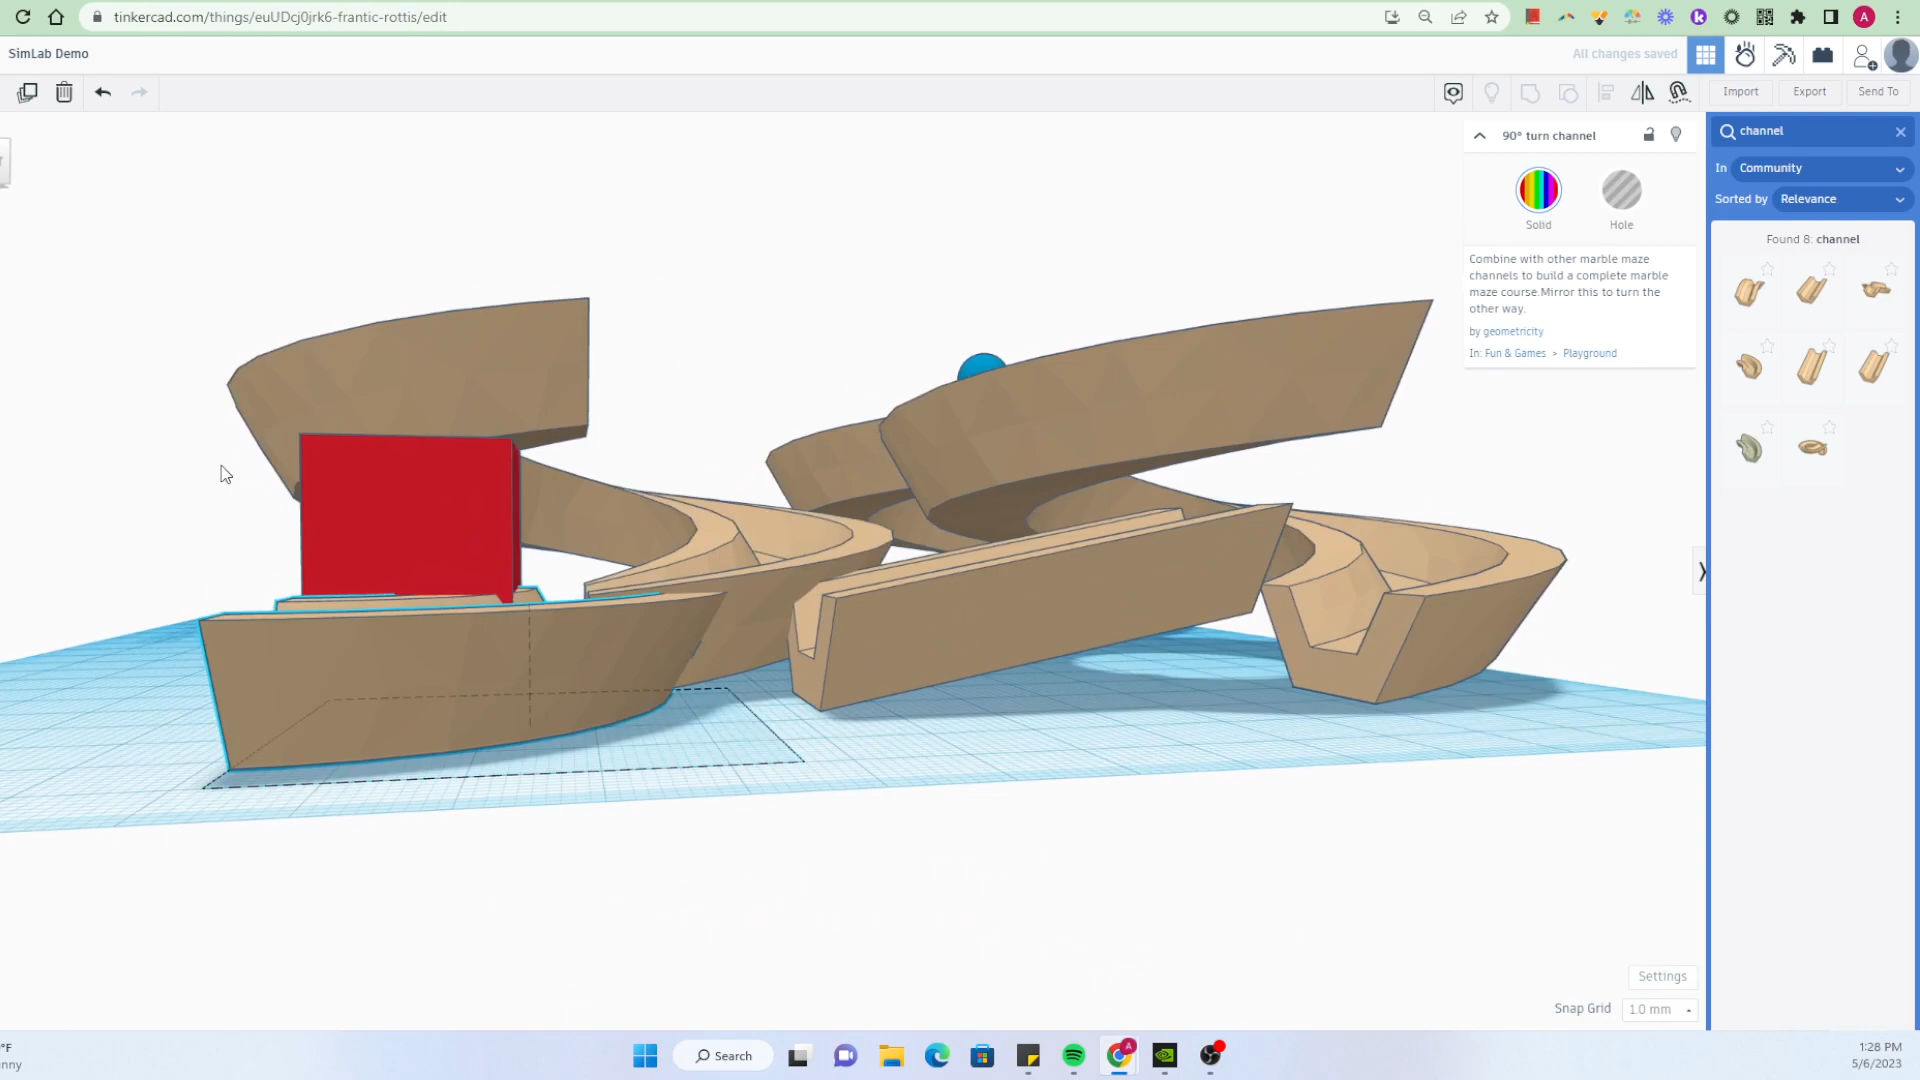 tinkercad.com/things/euUDcj0jrk6-frantic-rottis/edit
A
SimLab Demo
All changes saved
Import
Export
Send To
90° turn channel
Solid
Hole
Combine with other marble maze
channels to build a complete marble
maze course.Mirror this to turn the
other way.
by geometricity
In: Fun & Games > Playground
channel
In Community
Sorted by Relevance
Found 8: channel
Settings
Snap Grid 1.0 mm
°F
nny
Search
1:28 PM
5/6/2023